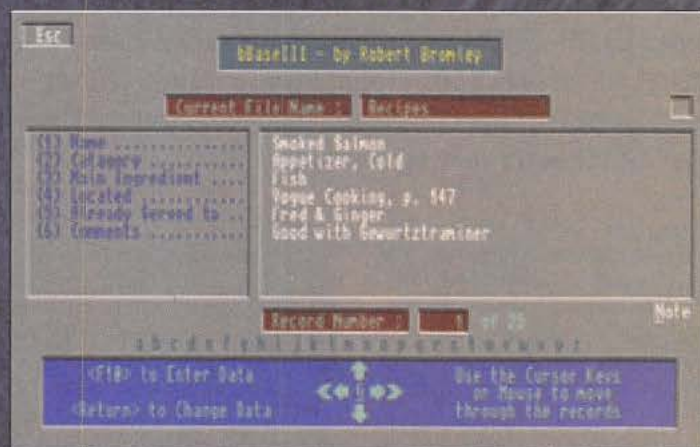 Esc
bBaseIII - by Robert Bromley
Current File Name : Recipes
(1) Name ............... Smoked Salmon
(2) Category ........... Appetizer, Cold
(3) Main Ingredient .... Fish
(4) Located ............ Vogue Cooking, p. 147
(5) Already Served to .. Fred & Ginger
(6) Comments ........... Good with Gewurtztraminer
Record Number : 1 of 25
Note
a b c d e f g h i j k l m n o p q r s t u v w x y z
<F10> to Enter Data
<Return> to Change Data
Use the Cursor Keys
or Mouse to move
through the records